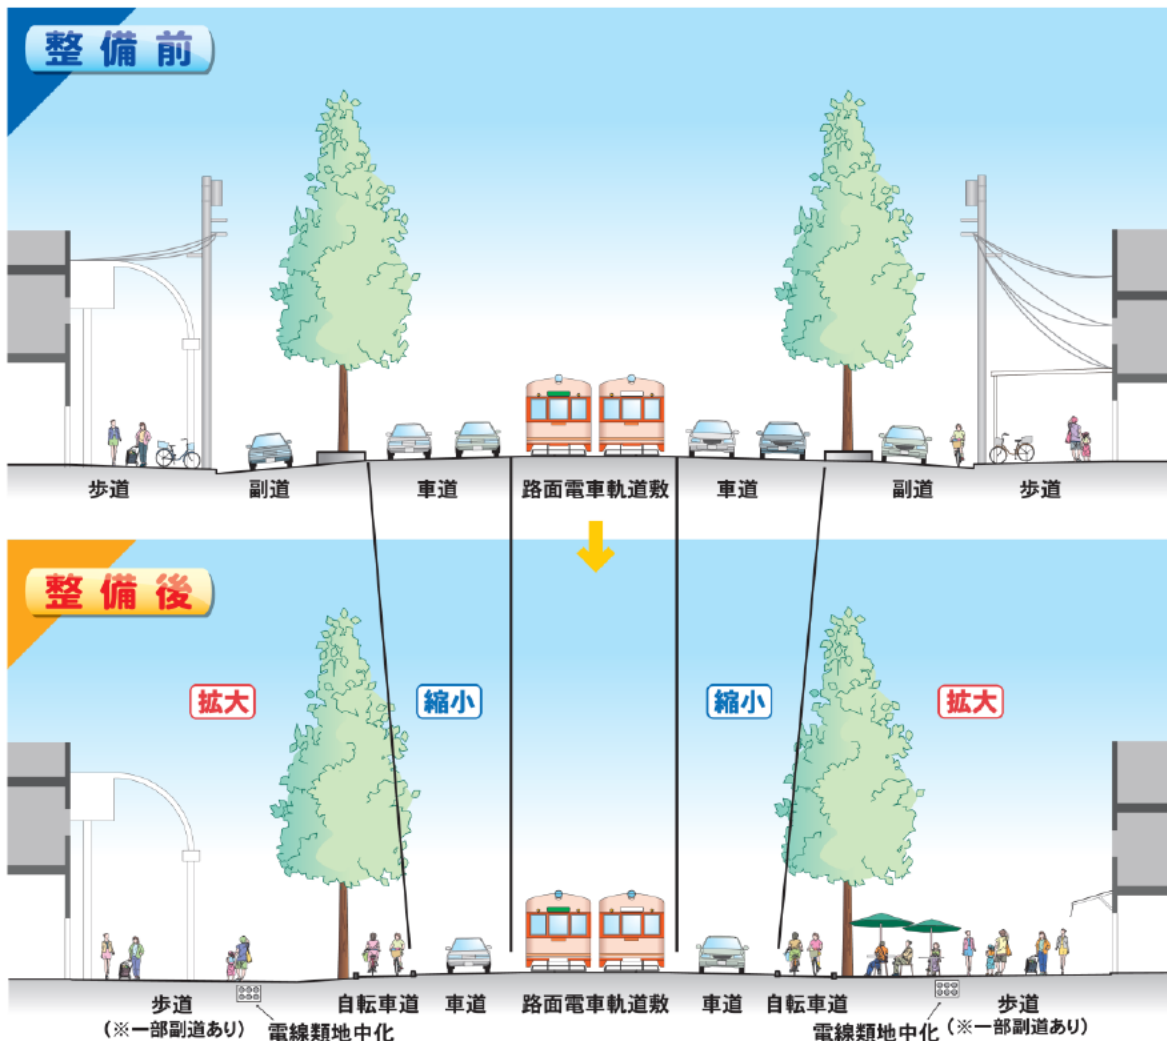 整備前
歩道 副道 車道 路面電車軌道敷 車道 副道 歩道
整備後
拡大 縮小 縮小 拡大
歩道 自転車道 車道 路面電車軌道敷 車道 自転車道 歩道
(※一部副道あり) 電線類地中化 電線類地中化 (※一部副道あり)